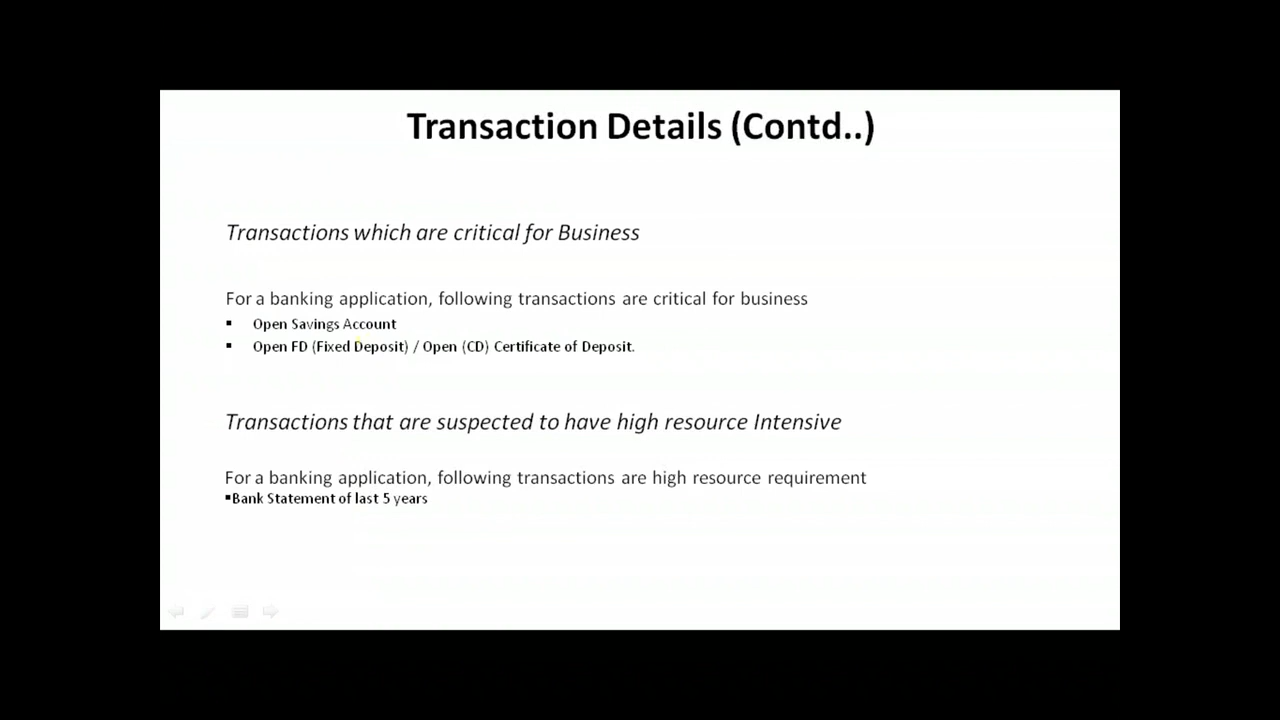 Transaction Details (Contd..)
Transactions which are critical for Business
For a banking application, following transactions are critical for business
▪ Open Savings Account
▪ Open FD (Fixed Deposit) / Open (CD) Certificate of Deposit.
Transactions that are suspected to have high resource Intensive
For a banking application, following transactions are high resource requirement
▪Bank Statement of last 5 years